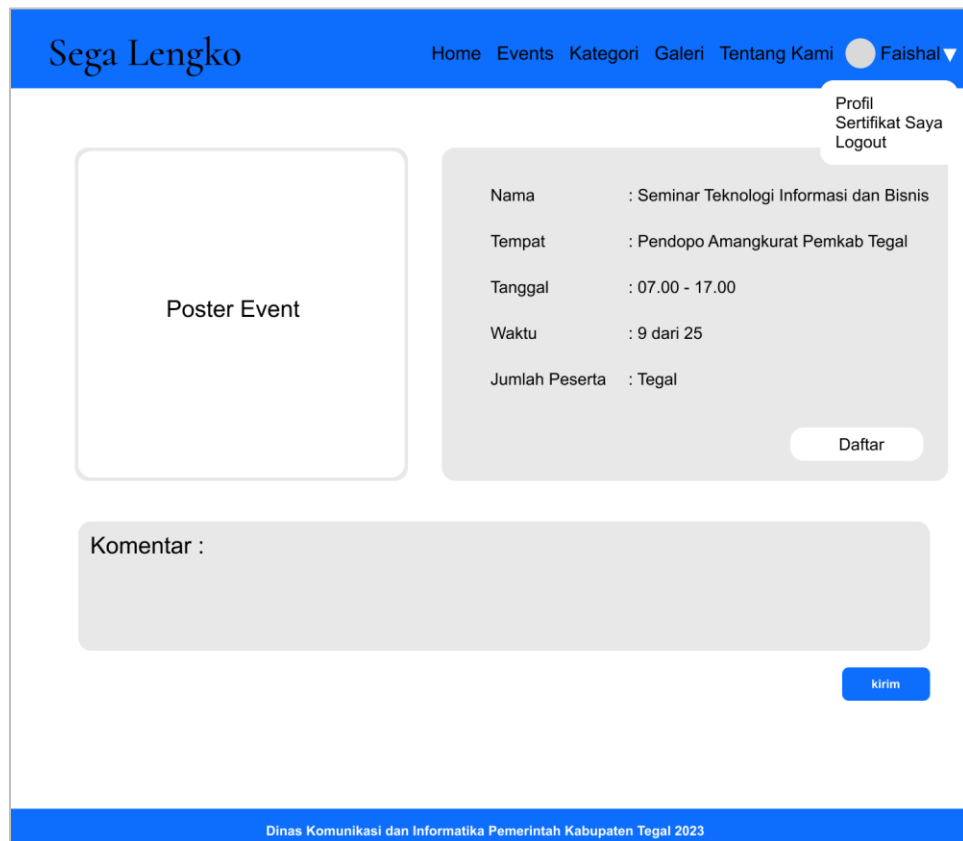 Sega Lengko
Home Events Kategori Galeri Tentang Kami Faishal
Profil
Sertifikat Saya
Logout
Poster Event
Nama : Seminar Teknologi Informasi dan Bisnis
Tempat : Pendopo Amangkurat Pemkab Tegal
Tanggal : 07.00 - 17.00
Waktu : 9 dari 25
Jumlah Peserta : Tegal
Daftar
Komentar :
kirim
Dinas Komunikasi dan Informatika Pemerintah Kabupaten Tegal 2023